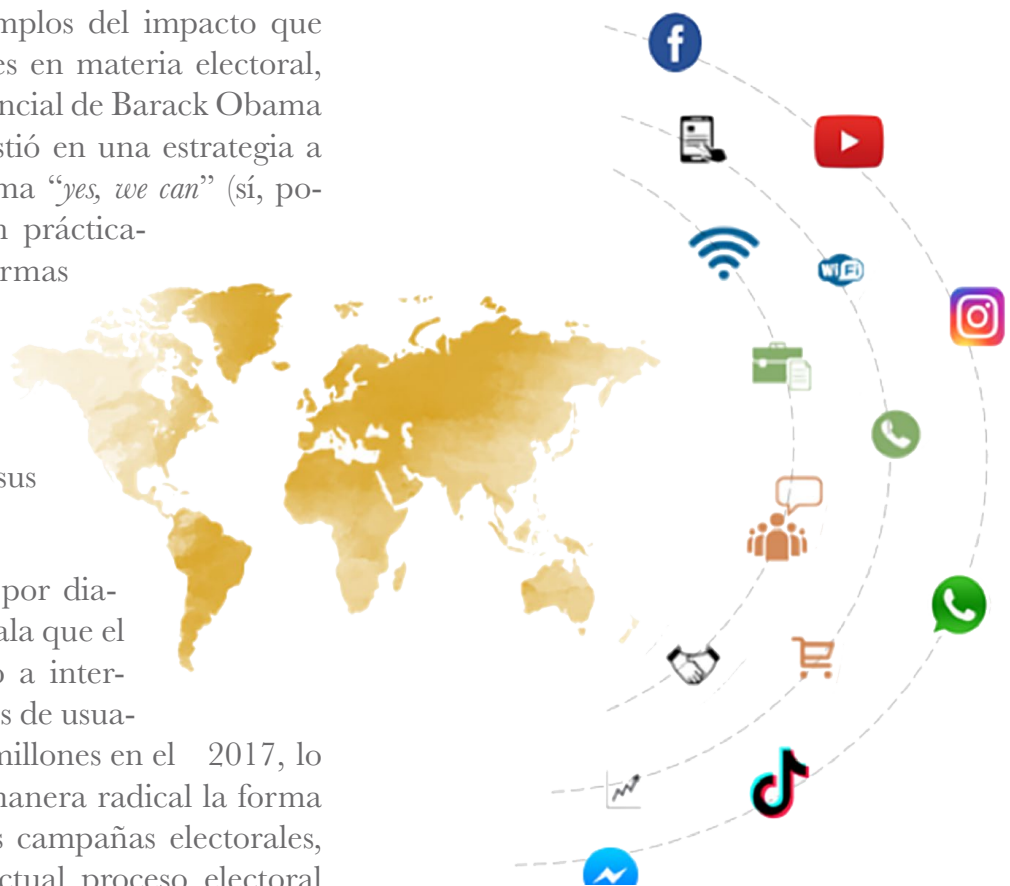 mplos del impacto que
es en materia electoral,
ncial de Barack Obama
stió en una estrategia a
ma “yes, we can” (sí, po-
n práctica-
rmas
sus
por dia-
ala que el
o a inter-
s de usua-
millones en el 2017, lo
manera radical la forma
s campañas electorales,
ctual proceso electoral
f
WiFi